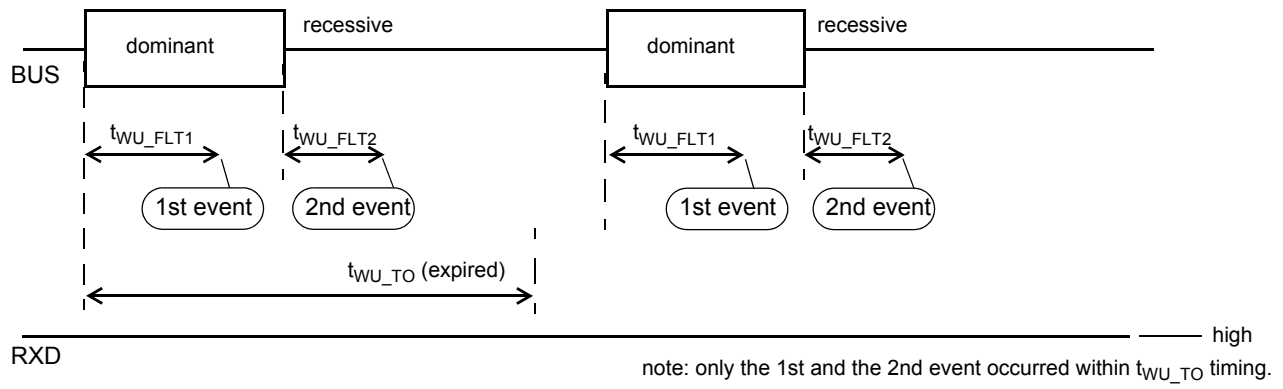 recessive
recessive
dominant
dominant
BUS
tWU_FLT1
tWU_FLT2
tWU_FLT1
tWU_FLT2
1st event
2nd event
1st event
2nd event
tWU_TO (expired)
high
RXD
note: only the 1st and the 2nd event occurred within tWU_TO timing.